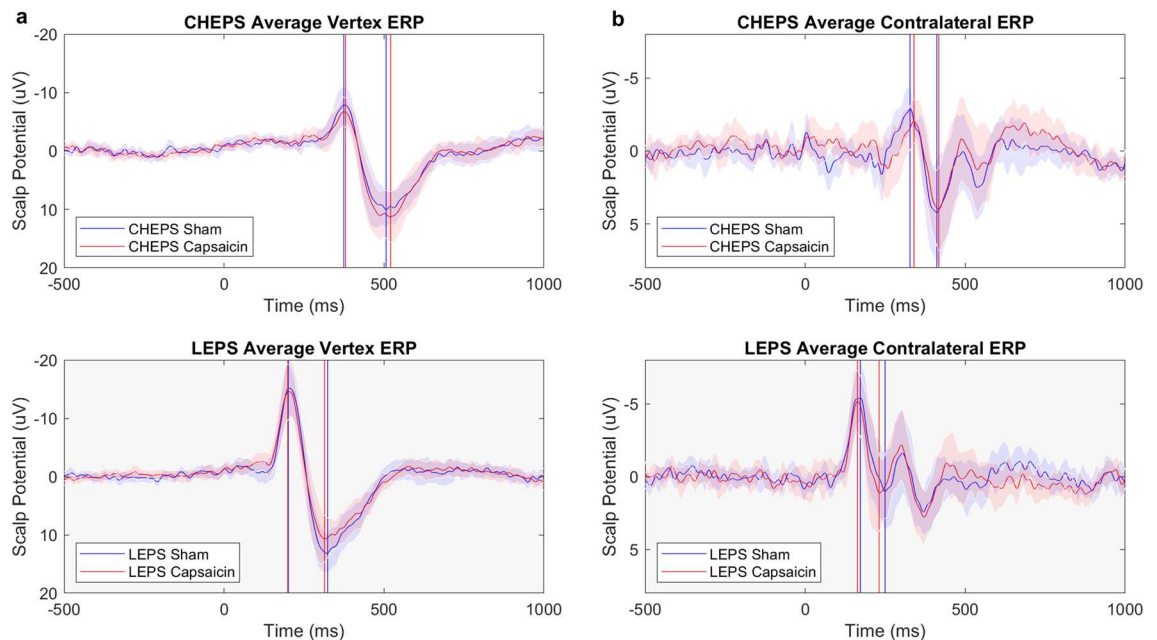 a
CHEPS Average Vertex ERP
-20
-10
0
10
20
Scalp Potential (uV)
CHEPS Sham
CHEPS Capsaicin
-500
0
500
1000
Time (ms)
b
CHEPS Average Contralateral ERP
-5
0
5
Scalp Potential (uV)
CHEPS Sham
CHEPS Capsaicin
-500
0
500
1000
Time (ms)
LEPS Average Vertex ERP
-20
-10
0
10
20
Scalp Potential (uV)
LEPS Sham
LEPS Capsaicin
-500
0
500
1000
Time (ms)
LEPS Average Contralateral ERP
-5
0
5
Scalp Potential (uV)
LEPS Sham
LEPS Capsaicin
-500
0
500
1000
Time (ms)